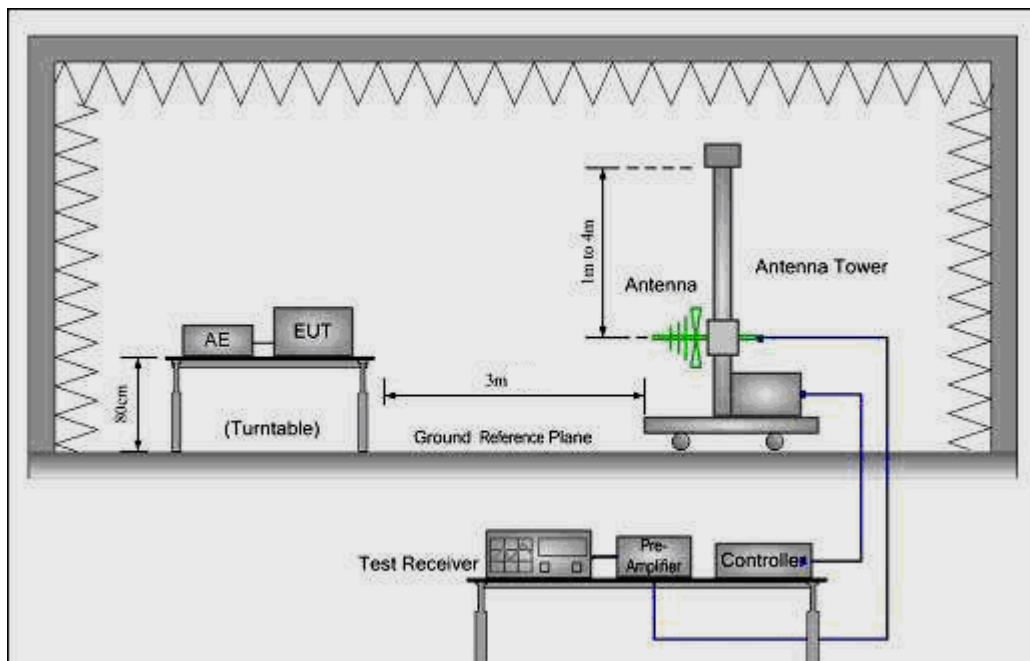 1m to 4m
Antenna Tower
Antenna
AE
EUT
80cm
3m
(Turntable)
Ground Reference Plane
Test Receiver
Pre-
Amplifier
Controller